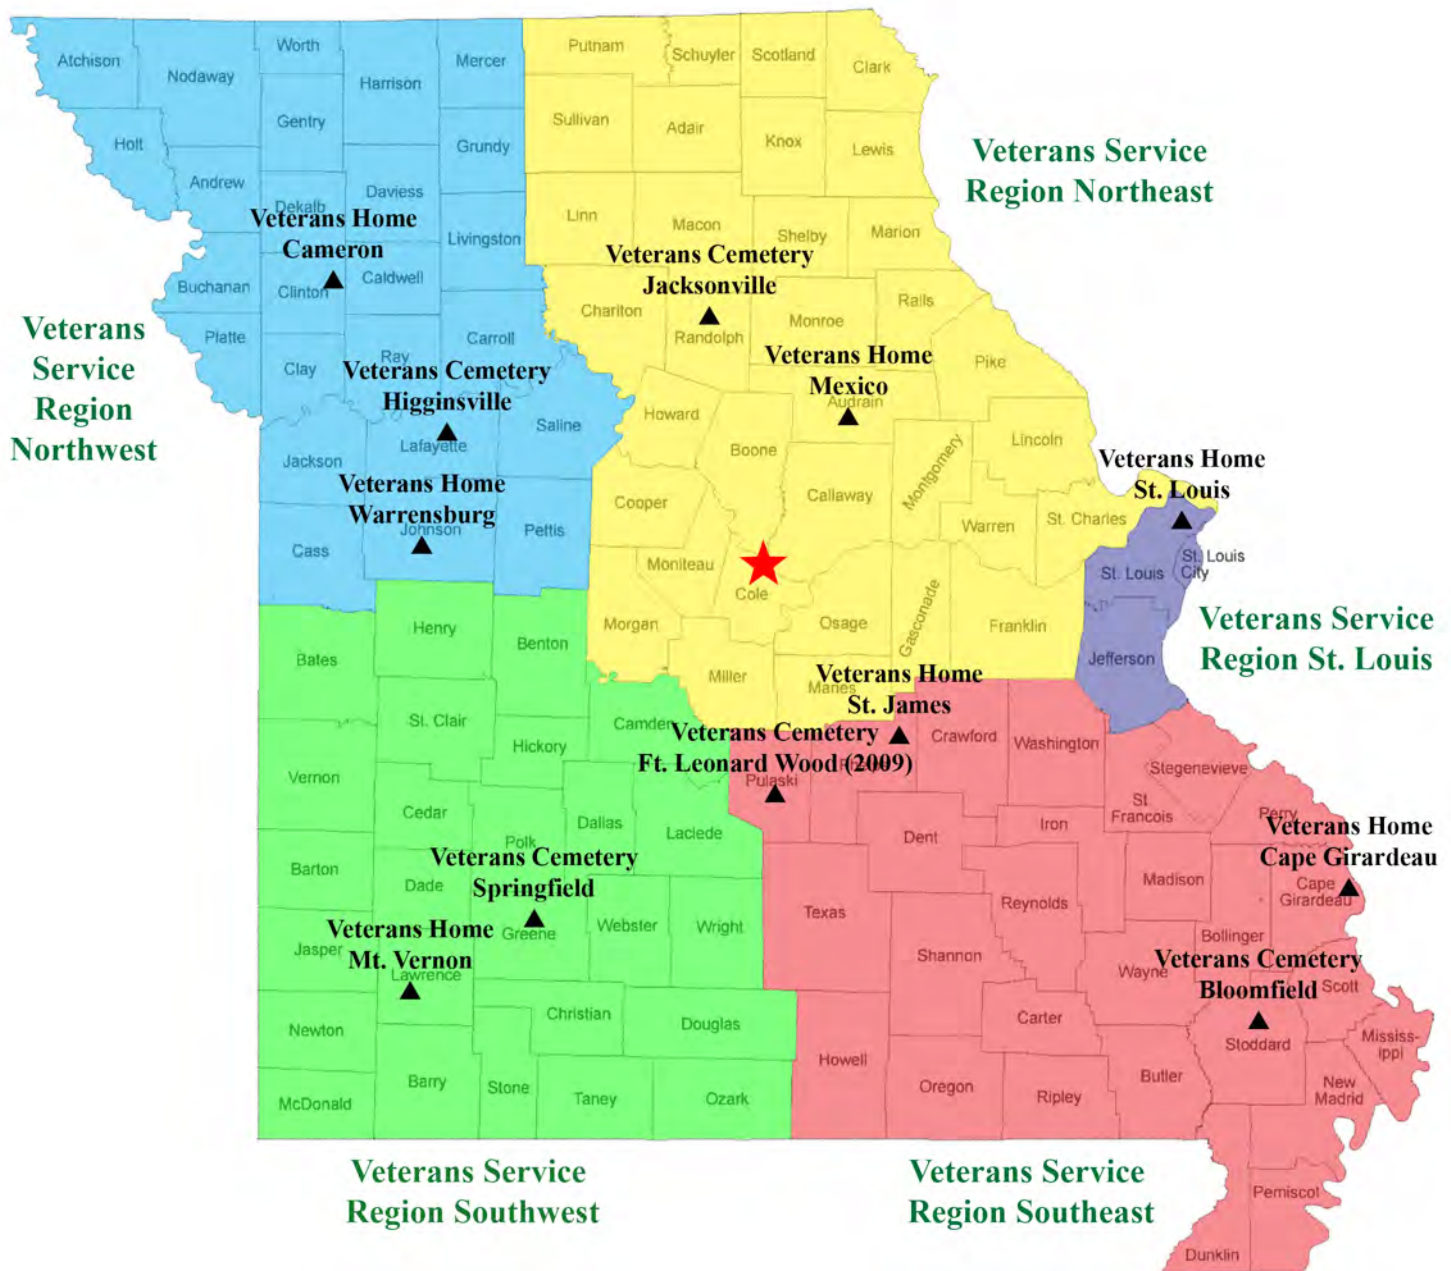 Atchison
Nodaway
Worth
Harrison
Mercer
Putnam
Schuyler
Scotland
Clark
Gentry
Sullivan
Adair
Knox
Lewis
Holt
Grundy
Andrew
Daviess
Dekalb
Livingston
Linn
Macon
Shelby
Marion
Veterans Service
Region Northeast
Veterans Home
Cameron
Veterans Cemetery
Jacksonville
Buchanan
Clinton
Caldwell
Chariton
Randolph
Monroe
Ralls
Veterans
Service
Region
Northwest
Platte
Clay
Ray
Carroll
Pike
Veterans Cemetery
Higginsville
Veterans Home
Mexico
Audrain
Howard
Boone
Saline
Lafayette
Jackson
Lincoln
Montgomery
Callaway
Veterans Home
Warrensburg
Johnson
Veterans Home
St. Louis
Cass
Pettis
Cooper
Moniteau
Cole
Warren
St. Charles
St. Louis
St. Louis
City
Morgan
Osage
Gasconade
Franklin
Jefferson
Veterans Service
Region St. Louis
Miller
Maries
Bates
Henry
Benton
Veterans Home
St. James
St. Clair
Hickory
Camden
Veterans Cemetery
Ft. Leonard Wood (2009)
Pulaski
Phelps
Crawford
Washington
Stegenevieve
St.
Francois
Perry
Vernon
Cedar
Polk
Dallas
Laclede
Dent
Iron
Veterans Home
Cape Girardeau
Cape
Girardeau
Barton
Dade
Veterans Cemetery
Springfield
Greene
Webster
Wright
Texas
Shannon
Reynolds
Madison
Bollinger
Wayne
Jasper
Veterans Home
Mt. Vernon
Lawrence
Veterans Cemetery
Bloomfield
Scott
Stoddard
Mississ-
ippi
Newton
Christian
Douglas
Howell
Carter
Butler
New
Madrid
McDonald
Barry
Stone
Taney
Ozark
Oregon
Ripley
Veterans Service
Region Southwest
Veterans Service
Region Southeast
Pemiscot
Dunklin